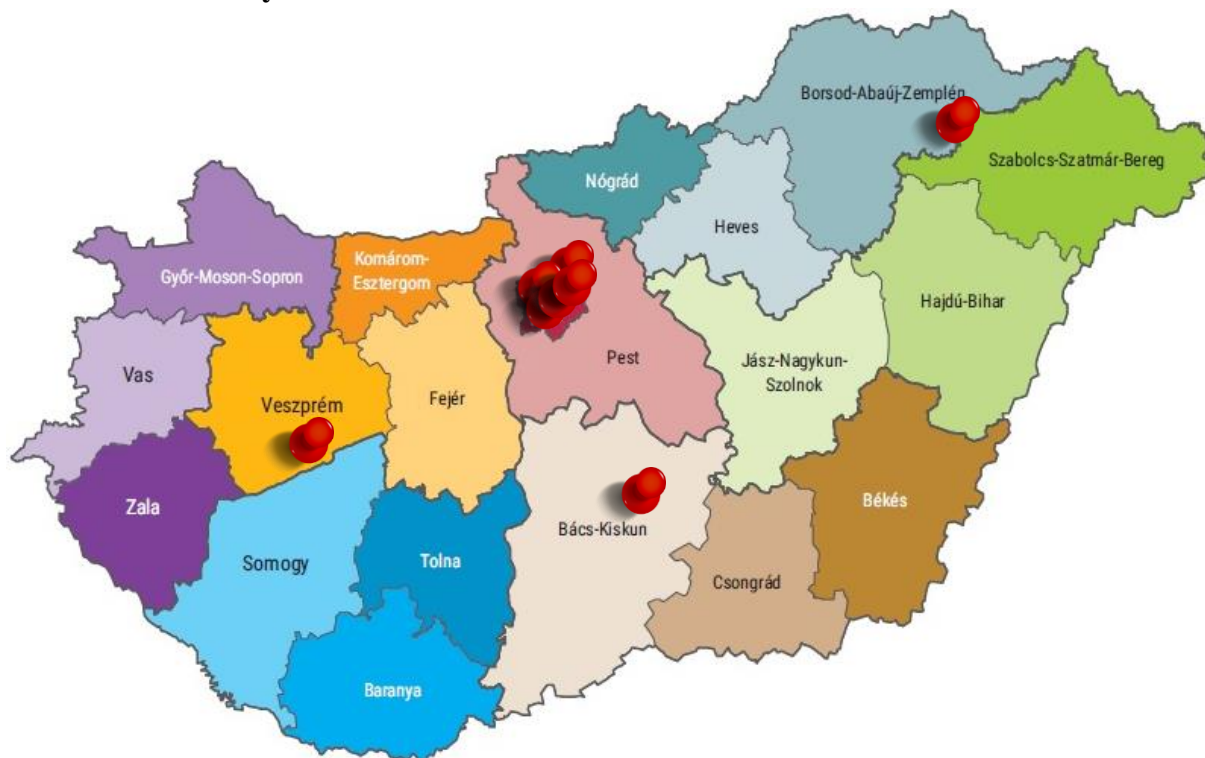 Borsod-Abaúj-Zemplén
Szabolcs-Szatmár-Bereg
Nógrád
Heves
Komárom-
Esztergom
Győr-Moson-Sopron
Hajdú-Bihar
Pest
Jász-Nagykun-
Szolnok
Vas
Fejér
Veszprém
Zala
Békés
Bács-Kiskun
Somogy
Tolna
Csongrád
Baranya